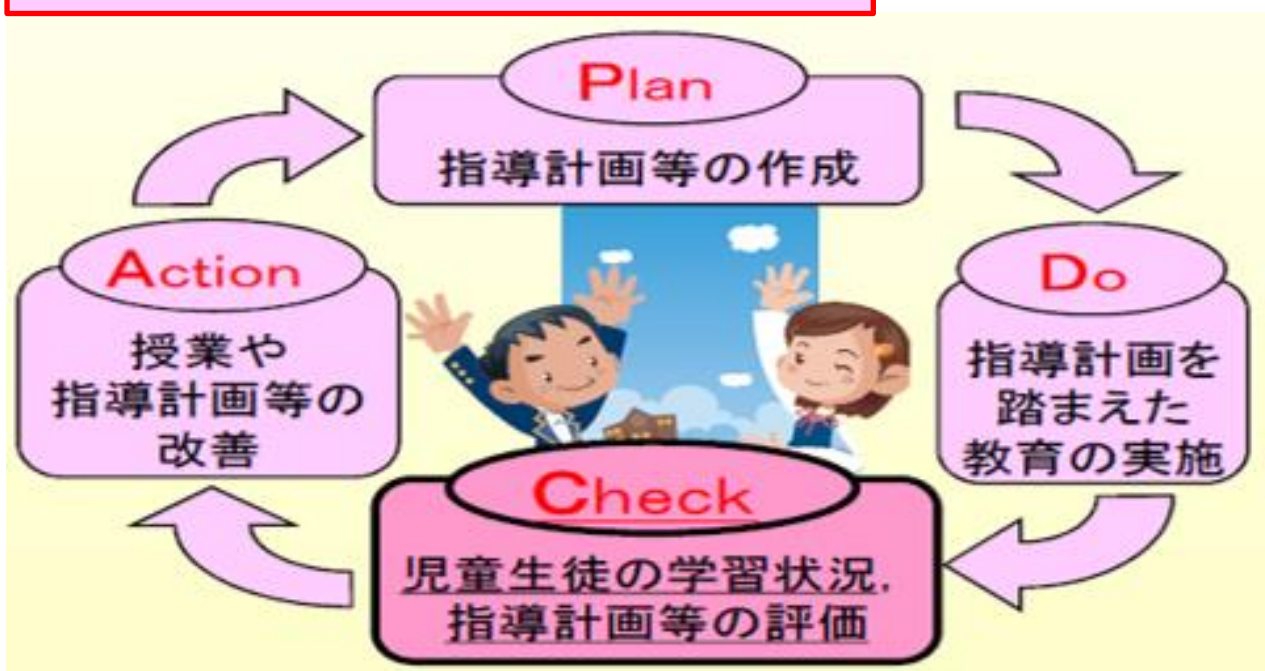 Plan
指導計画等の作成
Action
授業や
指導計画等の
改善
Do
指導計画を
踏まえた
教育の実施
Check
児童生徒の学習状況,
指導計画等の評価